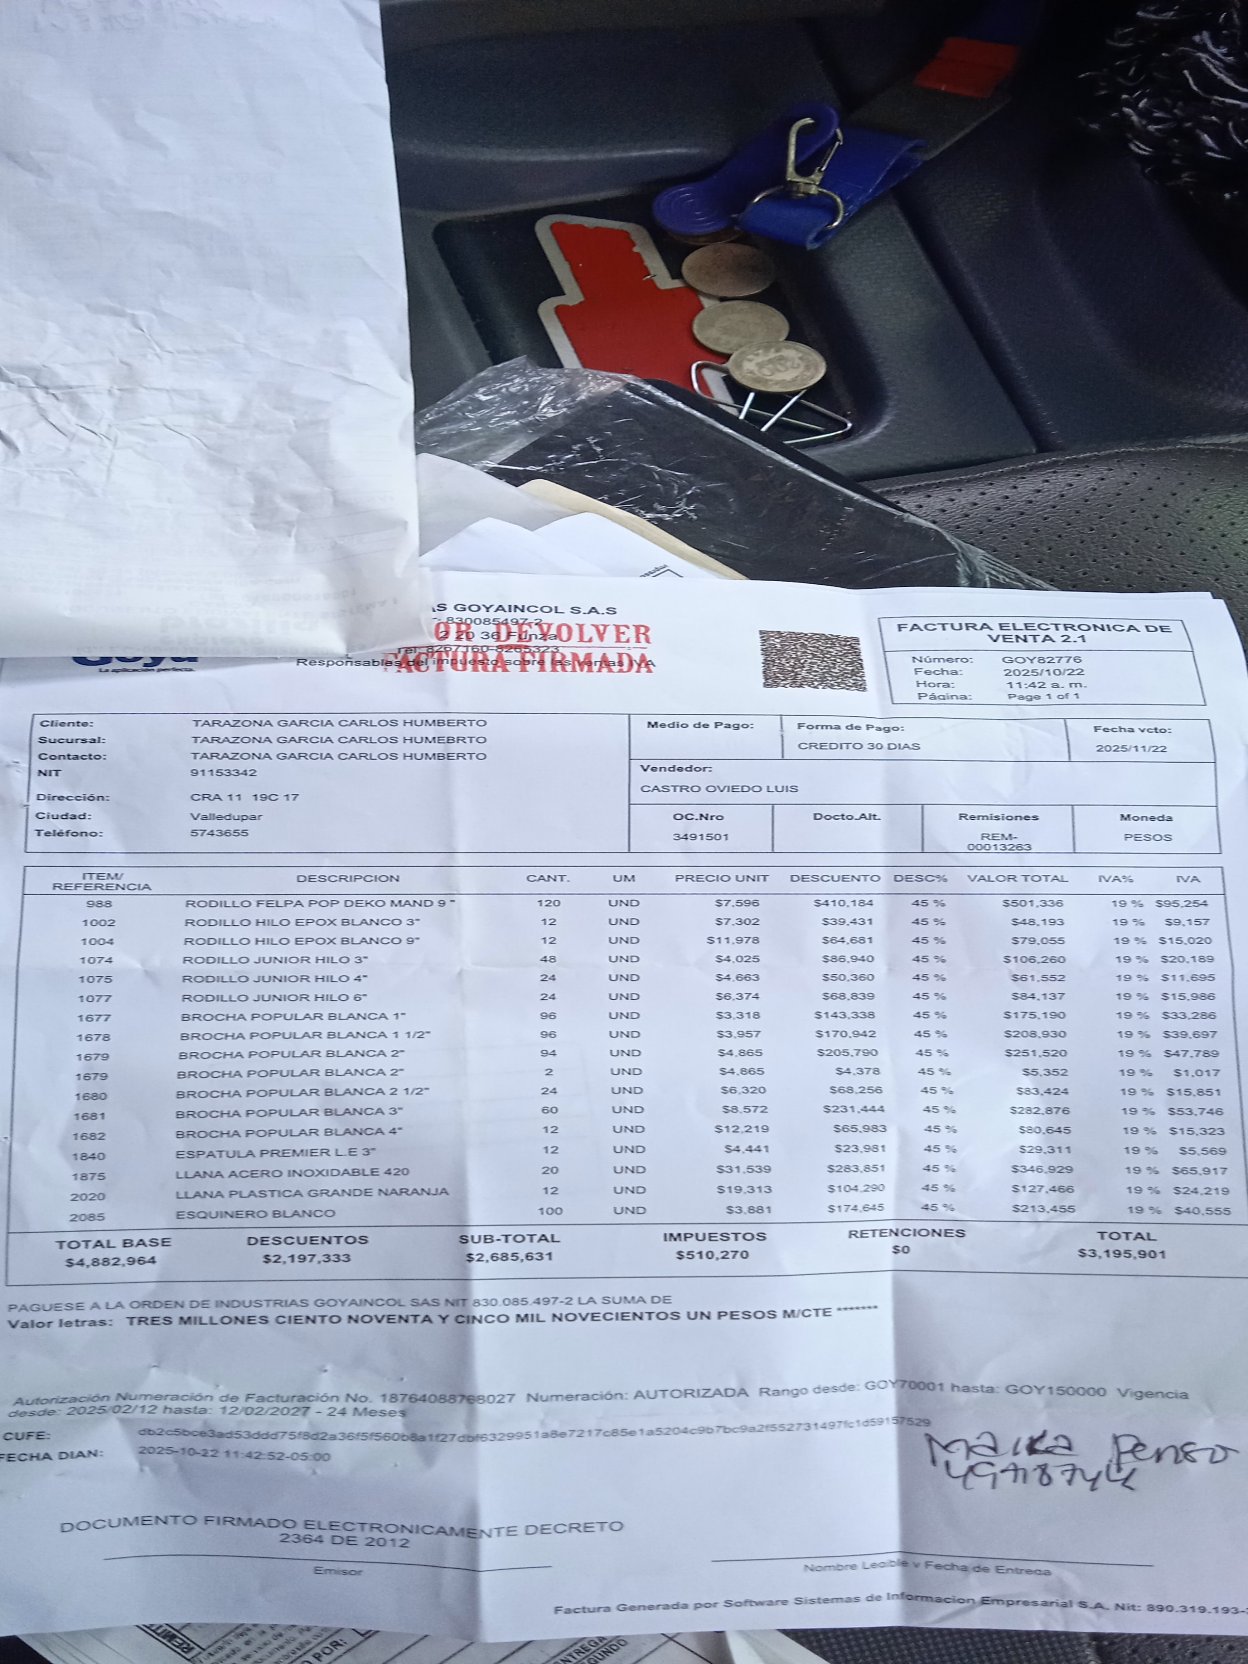 S GOYAINCOL S.A.S
830085497-2
2 20 36 Funza
Tel: 8267160-8265323
Responsables del impuesto sobre las ventas IVA
OR DEVOLVER
FACTURA FIRMADA
Goya
La aplicación perfecta.
FACTURA ELECTRONICA DE
VENTA 2.1
Número: GOY82776
Fecha: 2025/10/22
Hora: 11:42 a. m.
Página: Page 1 of 1
Cliente: TARAZONA GARCIA CARLOS HUMBERTO
Sucursal: TARAZONA GARCIA CARLOS HUMEBRTO
Contacto: TARAZONA GARCIA CARLOS HUMBERTO
NIT 91153342
Dirección: CRA 11 19C 17
Ciudad: Valledupar
Teléfono: 5743655
Medio de Pago: Forma de Pago: Fecha vcto:
CREDITO 30 DIAS 2025/11/22
Vendedor:
CASTRO OVIEDO LUIS
OC.Nro Docto.Alt. Remisiones Moneda
3491501 REM-00013263 PESOS
ITEM/REFERENCIA DESCRIPCION CANT. UM PRECIO UNIT DESCUENTO DESC% VALOR TOTAL IVA% IVA
988 RODILLO FELPA POP DEKO MAND 9 " 120 UND $7,596 $410,184 45 % $501,336 19 % $95,254
1002 RODILLO HILO EPOX BLANCO 3" 12 UND $7,302 $39,431 45 % $48,193 19 % $9,157
1004 RODILLO HILO EPOX BLANCO 9" 12 UND $11,978 $64,681 45 % $79,055 19 % $15,020
1074 RODILLO JUNIOR HILO 3" 48 UND $4,025 $86,940 45 % $106,260 19 % $20,189
1075 RODILLO JUNIOR HILO 4" 24 UND $4,663 $50,360 45 % $61,552 19 % $11,695
1077 RODILLO JUNIOR HILO 6" 24 UND $6,374 $68,839 45 % $84,137 19 % $15,986
1677 BROCHA POPULAR BLANCA 1" 96 UND $3,318 $143,338 45 % $175,190 19 % $33,286
1678 BROCHA POPULAR BLANCA 1 1/2" 96 UND $3,957 $170,942 45 % $208,930 19 % $39,697
1679 BROCHA POPULAR BLANCA 2" 94 UND $4,865 $205,790 45 % $251,520 19 % $47,789
1679 BROCHA POPULAR BLANCA 2" 2 UND $4,865 $4,378 45 % $5,352 19 % $1,017
1680 BROCHA POPULAR BLANCA 2 1/2" 24 UND $6,320 $68,256 45 % $83,424 19 % $15,851
1681 BROCHA POPULAR BLANCA 3" 60 UND $8,572 $231,444 45 % $282,876 19 % $53,746
1682 BROCHA POPULAR BLANCA 4" 12 UND $12,219 $65,983 45 % $80,645 19 % $15,323
1840 ESPATULA PREMIER L.E 3" 12 UND $4,441 $23,981 45 % $29,311 19 % $5,569
1875 LLANA ACERO INOXIDABLE 420 20 UND $31,539 $283,851 45 % $346,929 19 % $65,917
2020 LLANA PLASTICA GRANDE NARANJA 12 UND $19,313 $104,290 45 % $127,466 19 % $24,219
2085 ESQUINERO BLANCO 100 UND $3,881 $174,645 45 % $213,455 19 % $40,555
TOTAL BASE DESCUENTOS SUB-TOTAL IMPUESTOS RETENCIONES TOTAL
$4,882,964 $2,197,333 $2,685,631 $510,270 $0 $3,195,901
PAGUESE A LA ORDEN DE INDUSTRIAS GOYAINCOL SAS NIT 830.085.497-2 LA SUMA DE
Valor letras: TRES MILLONES CIENTO NOVENTA Y CINCO MIL NOVECIENTOS UN PESOS M/CTE *******
Autorización Numeración de Facturación No. 18764088768027 Numeración: AUTORIZADA Rango desde: GOY70001 hasta: GOY150000 Vigencia
desde: 2025/02/12 hasta: 12/02/2027 - 24 Meses
CUFE: db2c5bce3ad53ddd75f8d2a36f5f560b8a1f27dbf6329951a8e7217c85e1a5204c9b7bc9a2f552731497fc1d59157529
FECHA DIAN: 2025-10-22 11:42:52-05:00
Penso
DOCUMENTO FIRMADO ELECTRONICAMENTE DECRETO
2364 DE 2012
Emisor
Nombre Legible y Fecha de Entrega
Factura Generada por Software Sistemas de Informacion Empresarial S.A. Nit: 890.319.193-
O POR: